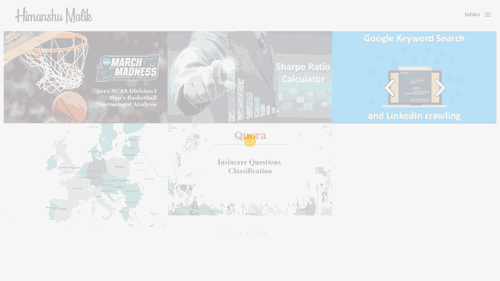 Himanshu Malik
MENU
MARCH
MADNESS
2015 NCAA Division I
Men's Basketball
Tournament Analysis
Sharpe Ratio
Calculator
Google Keyword Search
and LinkedIn crawling
Quora
Insincere Questions
Classification